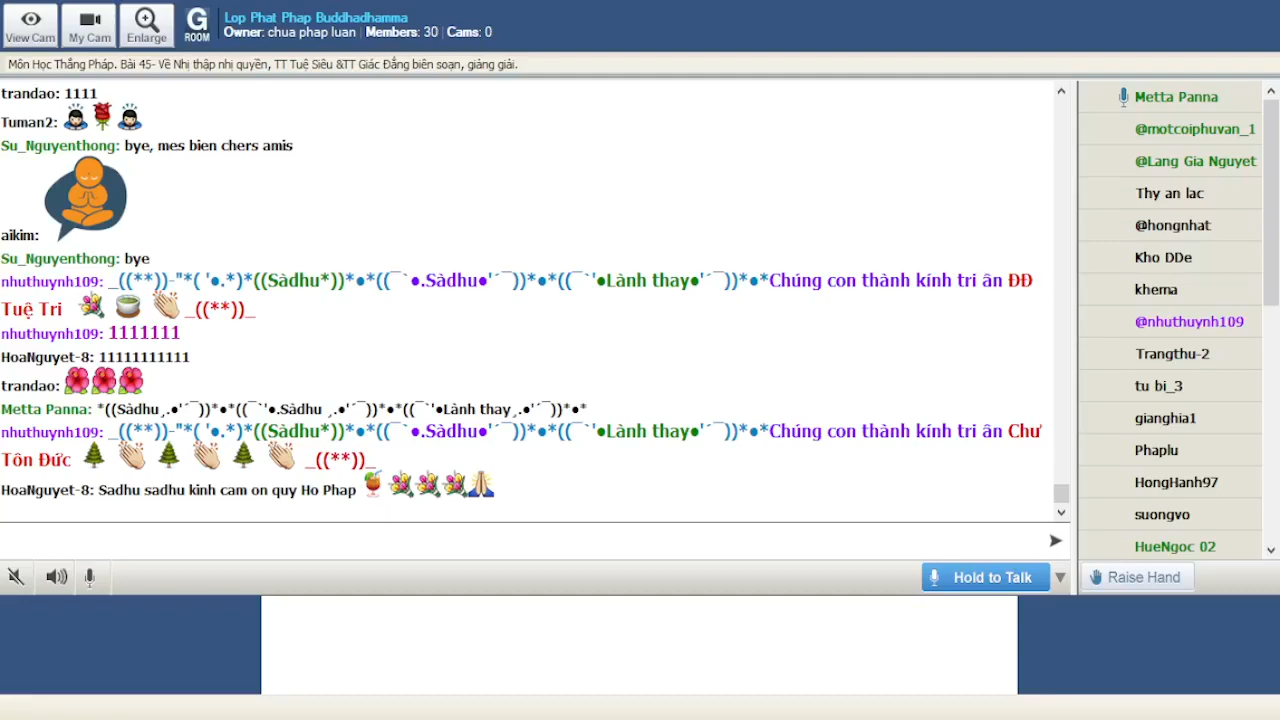 View Cam
My Cam
Enlarge
G
ROOM
Lop Phat Phap Buddhadhamma
Owner: chua phap luan | Members: 30 | Cams: 0
Môn Học Thắng Pháp. Bài 45- Về Nhị thập nhị quyền, TT Tuệ Siêu &TT Giác Đẳng biên soạn, giảng giải.
trandao: 1111
Tuman2:
Su_Nguyenthong: bye, mes bien chers amis
aikim:
Su_Nguyenthong: bye
nhuthuynh109: _((**))-"*( '●.*)*((Sàdhu*))*●*((¯`●.Sàdhu●'´¯))*●*((¯`'●Lành thay●'´¯))*●*Chúng con thành kính tri ân ĐĐ
Tuệ Tri _((**))_
nhuthuynh109: 1111111
HoaNguyet-8: 11111111111
trandao:
Metta Panna: *((Sàdhu¸.●'´¯))*●*((¯`'●.Sàdhu ¸.●'´¯))*●*((¯`'●Lành thay¸.●'´¯))*●*
nhuthuynh109: _((**))-"*( '●.*)*((Sàdhu*))*●*((¯`●.Sàdhu●'´¯))*●*((¯`'●Lành thay●'´¯))*●*Chúng con thành kính tri ân Chư
Tôn Đức _((**))_
HoaNguyet-8: Sadhu sadhu kinh cam on quy Ho Phap
Metta Panna
@motcoiphuvan_1
@Lang Gia Nguyet
Thy an lac
@hongnhat
Kho DDe
khema
@nhuthuynh109
Trangthu-2
tu bi_3
gianghia1
Phaplu
HongHanh97
suongvo
HueNgoc 02
Hold to Talk
Raise Hand